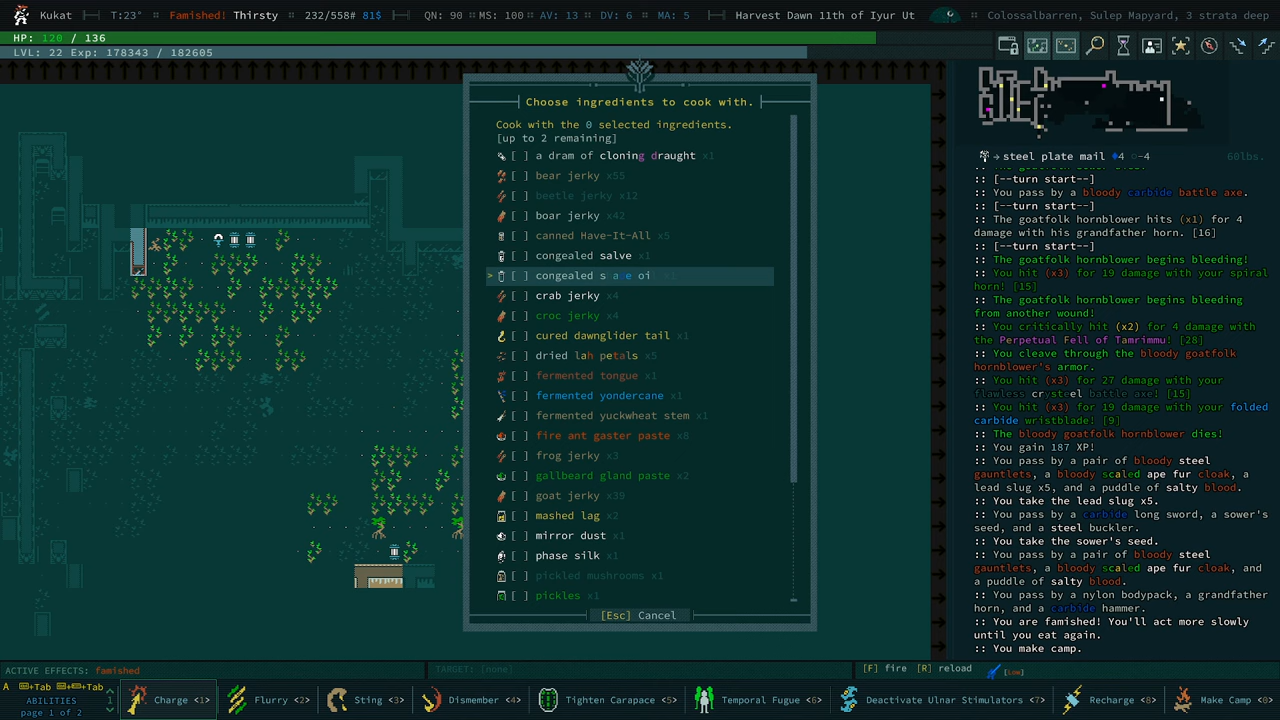 Kukat T:23° Famished! Thirsty 232/558# 81$ QN: 90 MS: 100 AV: 13 DV: 6 MA: 5 Harvest Dawn 11th of Iyur Ut Colossalbarren, Sulep Mapyard, 3 strata deep
HP: 120 / 136
LVL: 22 Exp: 178343 / 182605
Choose ingredients to cook with.
Cook with the 0 selected ingredients.
[up to 2 remaining]
[ ] a dram of cloning draught x1
[ ] bear jerky x55
[ ] beetle jerky x12
[ ] boar jerky x42
[ ] canned Have-It-All x5
[ ] congealed salve x1
> [ ] congealed s a e oi x1
[ ] crab jerky x4
[ ] croc jerky x4
[ ] cured dawnglider tail x1
[ ] dried lah petals x5
[ ] fermented tongue x1
[ ] fermented yondercane x1
[ ] fermented yuckwheat stem x1
[ ] fire ant gaster paste x8
[ ] frog jerky x3
[ ] gallbeard gland paste x2
[ ] goat jerky x39
[ ] mashed lag x2
[ ] mirror dust x1
[ ] phase silk x1
[ ] pickled mushrooms x1
[ ] pickles x1
[Esc] Cancel
steel plate mail ♦4 ○-4 60lbs.
:: [--turn start--]
:: You pass by a bloody carbide battle axe.
:: [--turn start--]
:: The goatfolk hornblower hits (x1) for 4
damage with his grandfather horn. [16]
:: [--turn start--]
:: The goatfolk hornblower begins bleeding!
:: You hit (x3) for 19 damage with your spiral
horn! [15]
:: The goatfolk hornblower begins bleeding
from another wound!
:: You critically hit (x2) for 4 damage with
the Perpetual Fell of Tamrimmu! [28]
:: You cleave through the bloody goatfolk
hornblower's armor.
:: You hit (x3) for 27 damage with your
flawless crysteel battle axe! [15]
:: You hit (x3) for 19 damage with your folded
carbide wristblade! [9]
:: The bloody goatfolk hornblower dies!
:: You gain 187 XP!
:: You pass by a pair of bloody steel
gauntlets, a bloody scaled ape fur cloak, a
lead slug x5, and a puddle of salty blood.
:: You take the lead slug x5.
:: You pass by a carbide long sword, a sower's
seed, and a steel buckler.
:: You take the sower's seed.
:: You pass by a pair of bloody steel
gauntlets, a bloody scaled ape fur cloak, and
a puddle of salty blood.
:: You pass by a nylon bodypack, a grandfather
horn, and a carbide hammer.
:: You are famished! You'll act more slowly
until you eat again.
:: You make camp.
ACTIVE EFFECTS: famished
TARGET: [none]
[F] fire [R] reload [Low]
A +Tab +Tab
ABILITIES
page 1 of 2
1
Charge <1> Flurry <2> Sting <3> Dismember <4> Tighten Carapace <5> Temporal Fugue <6> Deactivate Ulnar Stimulators <7> Recharge <8> Make Camp <0>